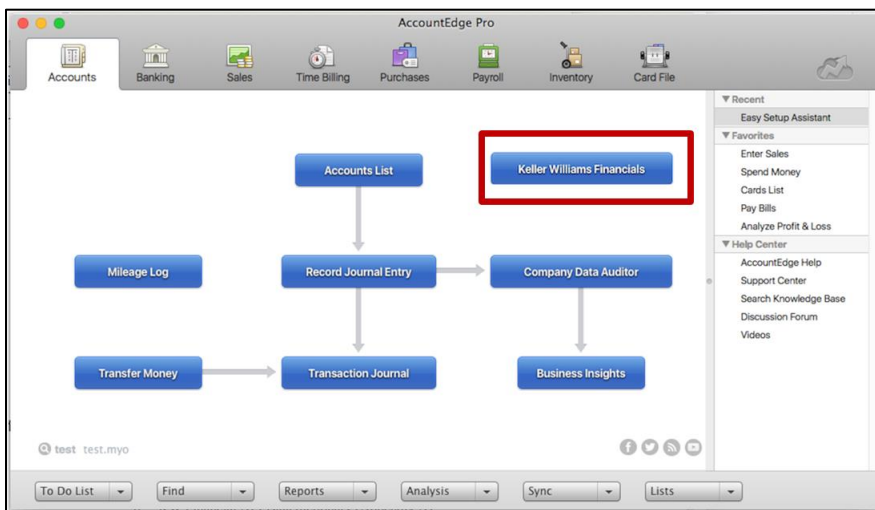 AccountEdge Pro
Accounts Banking Sales Time Billing Purchases Payroll Inventory Card File
Accounts List
Keller Williams Financials
Mileage Log
Record Journal Entry
Company Data Auditor
Transfer Money
Transaction Journal
Business Insights
test test.myo
Recent
Easy Setup Assistant
Favorites
Enter Sales
Spend Money
Cards List
Pay Bills
Analyze Profit & Loss
Help Center
AccountEdge Help
Support Center
Search Knowledge Base
Discussion Forum
Videos
To Do List Find Reports Analysis Sync Lists